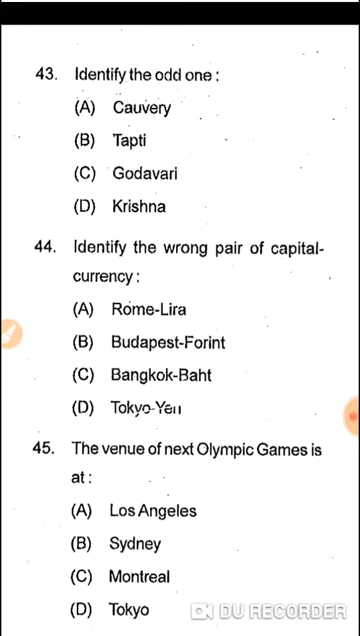 43. Identify the odd one :
(A) Cauvery
(B) Tapti
(C) Godavari
(D) Krishna
44. Identify the wrong pair of capital-
currency :
(A) Rome-Lira
(B) Budapest-Forint
(C) Bangkok-Baht
(D) Tokyo-Yen
45. The venue of next Olympic Games is
at :
(A) Los Angeles
(B) Sydney
(C) Montreal
(D) Tokyo
DU RECORDER